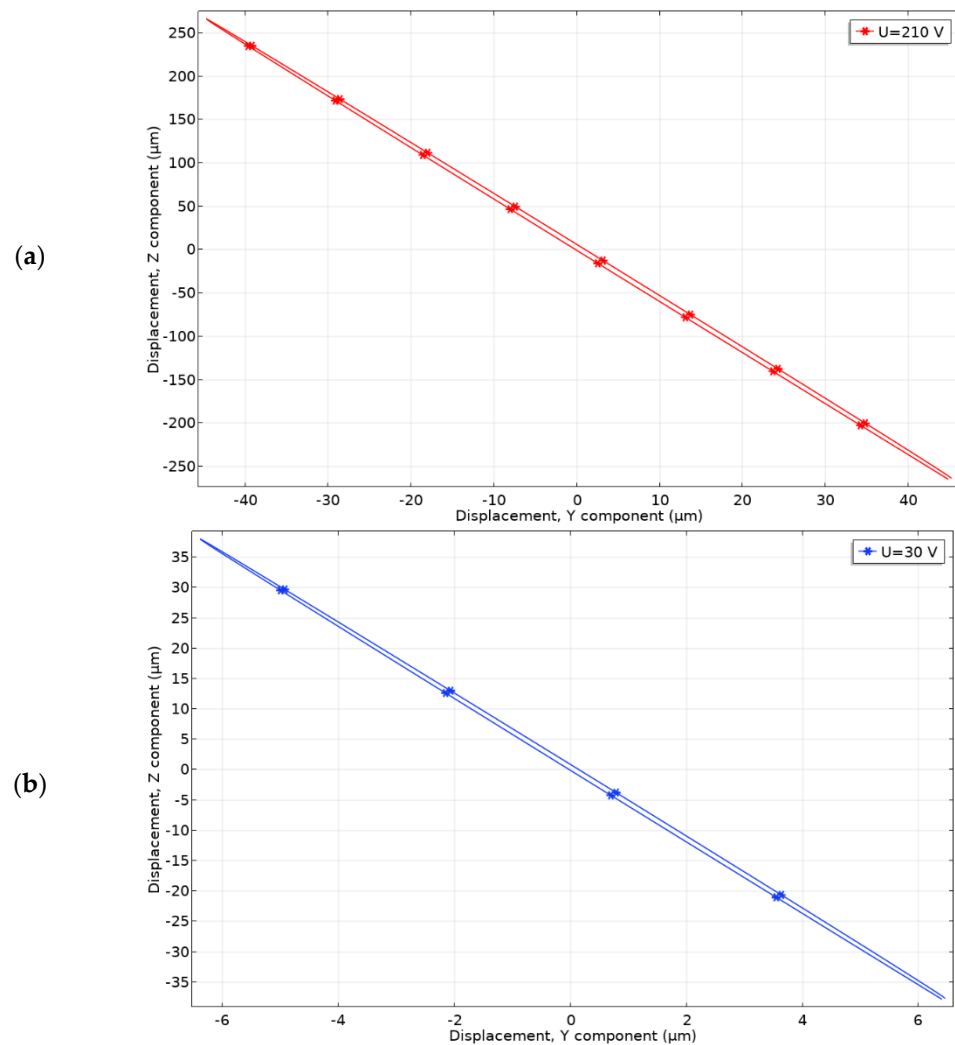 U=210 V
250
200
150
100
50
0
-50
-100
-150
-200
-250
Displacement, Z component (µm)
(a)
-40 -30 -20 -10 0 10 20 30 40
Displacement, Y component (µm)
U=30 V
35
30
25
20
15
10
5
0
-5
-10
-15
-20
-25
-30
-35
Displacement, Z component (µm)
(b)
-6 -4 -2 0 2 4 6
Displacement, Y component (µm)